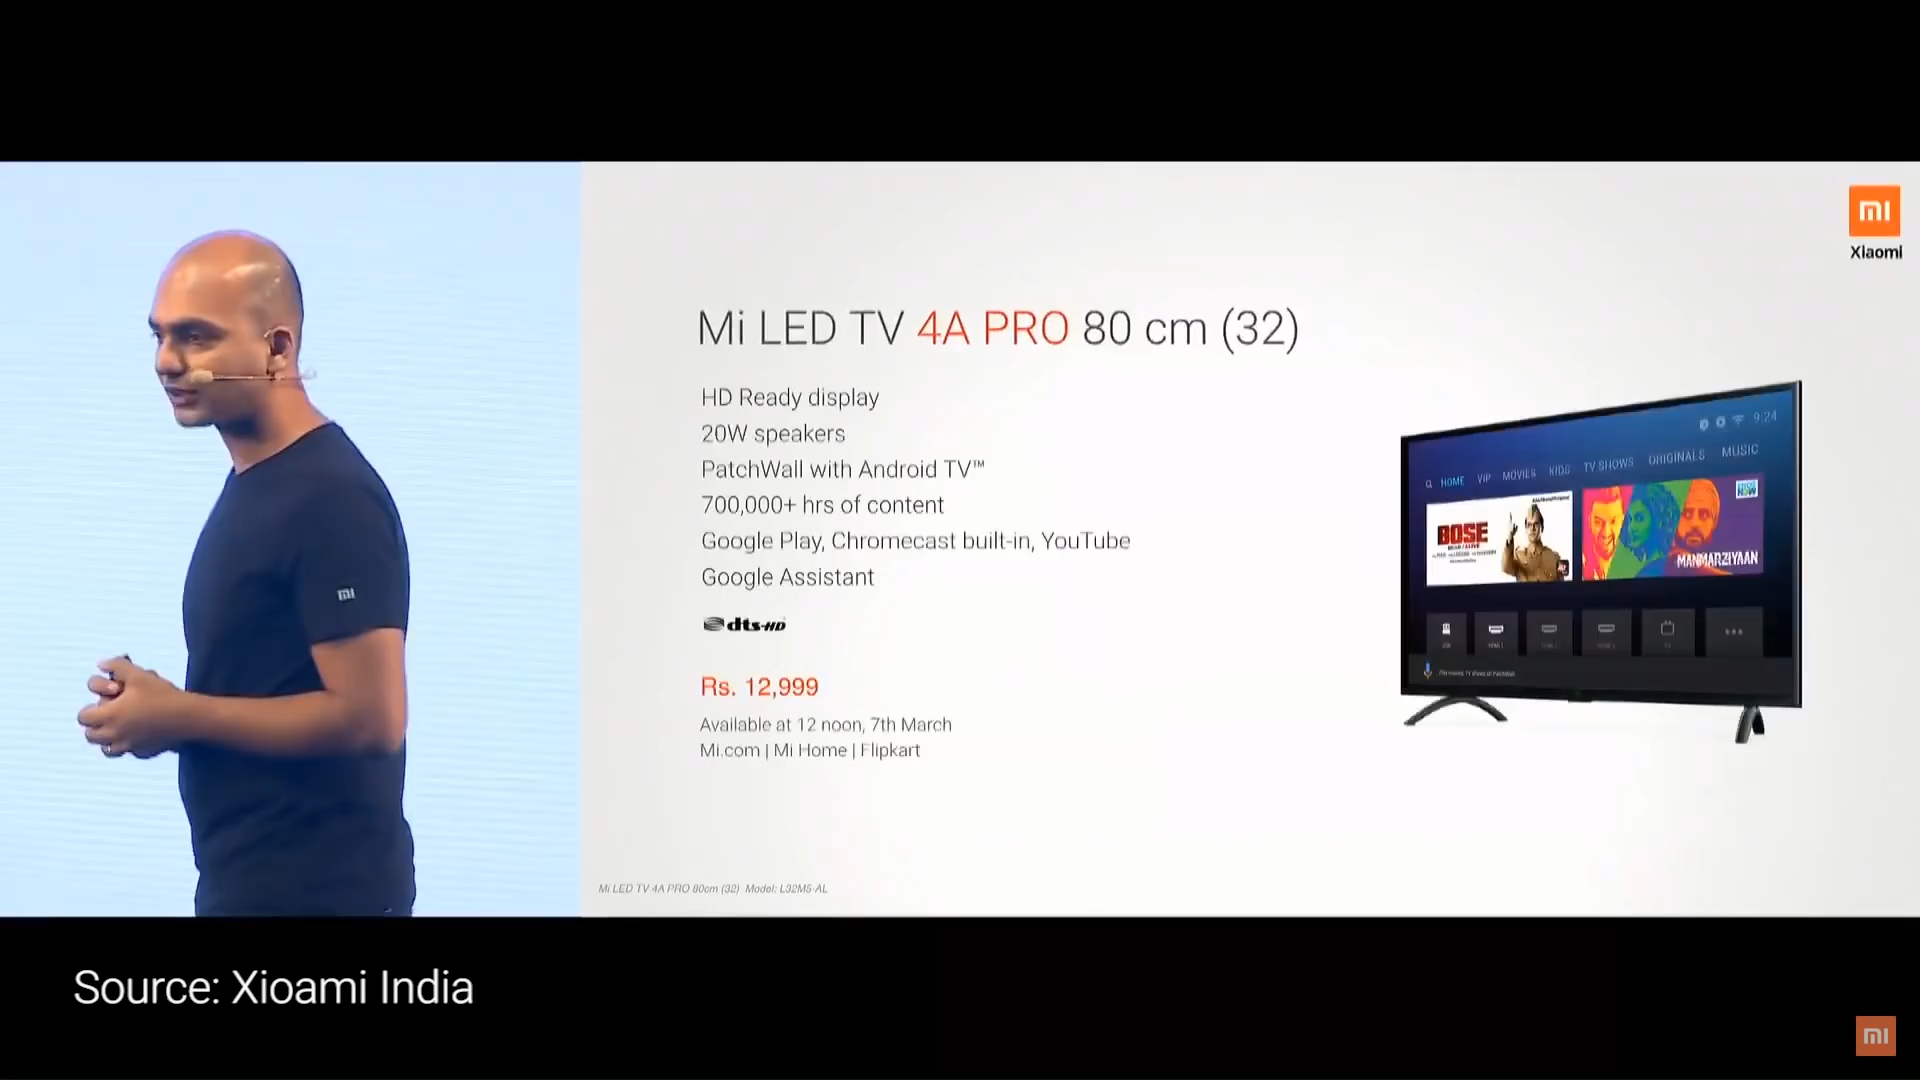 mi
Xiaomi
Mi LED TV 4A PRO 80 cm (32)
HD Ready display
20W speakers
PatchWall with Android TV™
700,000+ hrs of content
Google Play, Chromecast built-in, YouTube
Google Assistant
dts-HD
Rs. 12,999
Available at 12 noon, 7th March
Mi.com | Mi Home | Flipkart
9:24
HOME VIP MOVIES KIDS TV SHOWS ORIGINALS MUSIC
BOSE
MANMARZIYAAN
mi
Mi LED TV 4A PRO 80cm (32) Model: L32M5-AL
Source: Xioami India
mi